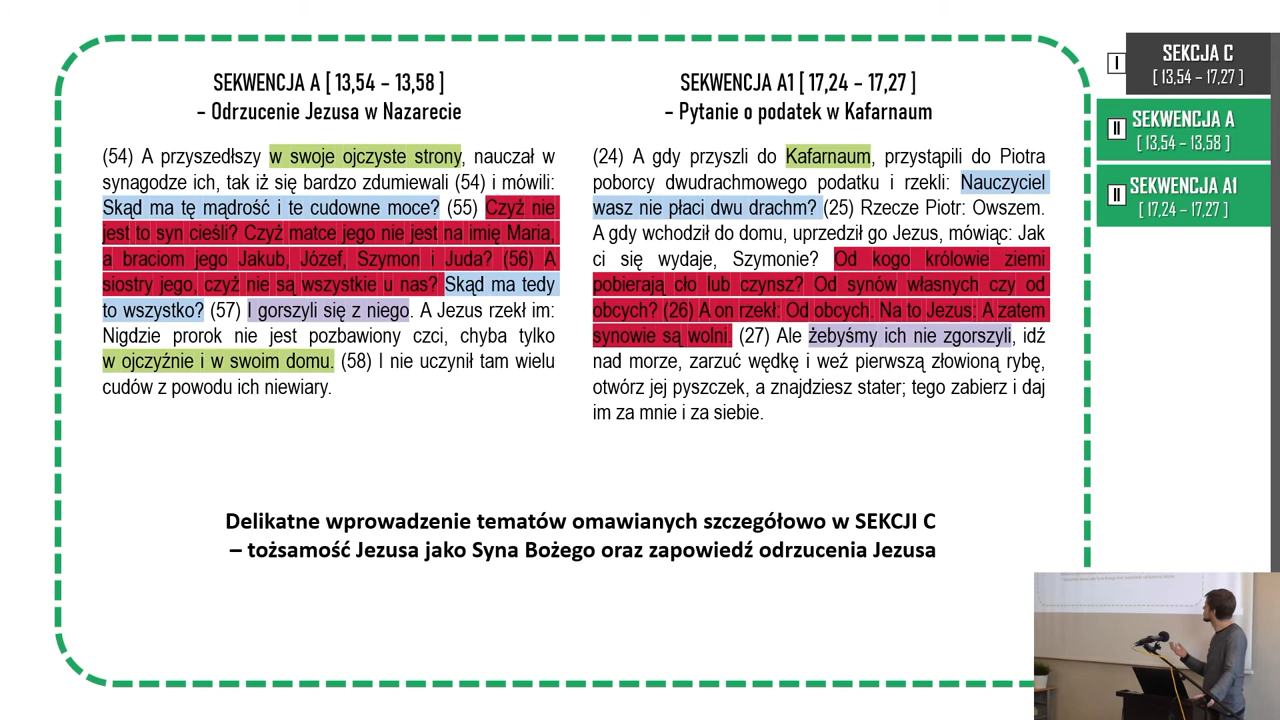 SEKWENCJA A [ 13,54 – 13,58 ]
– Odrzucenie Jezusa w Nazarecie
(54) A przyszedłszy w swoje ojczyste strony, nauczał w
synagodze ich, tak iż się bardzo zdumiewali (54) i mówili:
Skąd ma tę mądrość i te cudowne moce? (55) Czyż nie
jest to syn cieśli? Czyż matce jego nie jest na imię Maria,
a braciom jego Jakub, Józef, Szymon i Juda? (56) A
siostry jego, czyż nie są wszystkie u nas? Skąd ma tedy
to wszystko? (57) I gorszyli się z niego. A Jezus rzekł im:
Nigdzie prorok nie jest pozbawiony czci, chyba tylko
w ojczyźnie i w swoim domu. (58) I nie uczynił tam wielu
cudów z powodu ich niewiary.
SEKWENCJA A1 [ 17,24 – 17,27 ]
– Pytanie o podatek w Kafarnaum
(24) A gdy przyszli do Kafarnaum, przystąpili do Piotra
poborcy dwudrachmowego podatku i rzekli: Nauczyciel
wasz nie płaci dwu drachm? (25) Rzecze Piotr: Owszem.
A gdy wchodził do domu, uprzedził go Jezus, mówiąc: Jak
ci się wydaje, Szymonie? Od kogo królowie ziemi
pobierają cło lub czynsz? Od synów własnych czy od
obcych? (26) A on rzekł: Od obcych. Na to Jezus: A zatem
synowie są wolni. (27) Ale żebyśmy ich nie zgorszyli, idź
nad morze, zarzuć wędkę i weź pierwszą złowioną rybę,
otwórz jej pyszczek, a znajdziesz stater; tego zabierz i daj
im za mnie i za siebie.
Delikatne wprowadzenie tematów omawianych szczegółowo w SEKCJI C
– tożsamość Jezusa jako Syna Bożego oraz zapowiedź odrzucenia Jezusa
I
SEKCJA C
[ 13,54 – 17,27 ]
II
SEKWENCJA A
[ 13,54 – 13,58 ]
II
SEKWENCJA A1
[ 17,24 – 17,27 ]